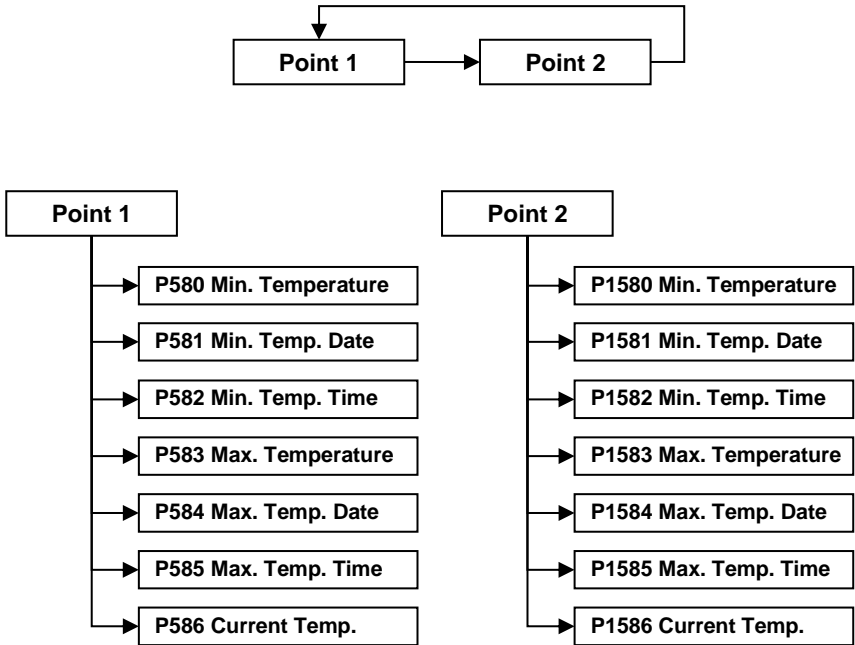 Point 1
Point 2
Point 1
P580 Min. Temperature
P581 Min. Temp. Date
P582 Min. Temp. Time
P583 Max. Temperature
P584 Max. Temp. Date
P585 Max. Temp. Time
P586 Current Temp.
Point 2
P1580 Min. Temperature
P1581 Min. Temp. Date
P1582 Min. Temp. Time
P1583 Max. Temperature
P1584 Max. Temp. Date
P1585 Max. Temp. Time
P1586 Current Temp.